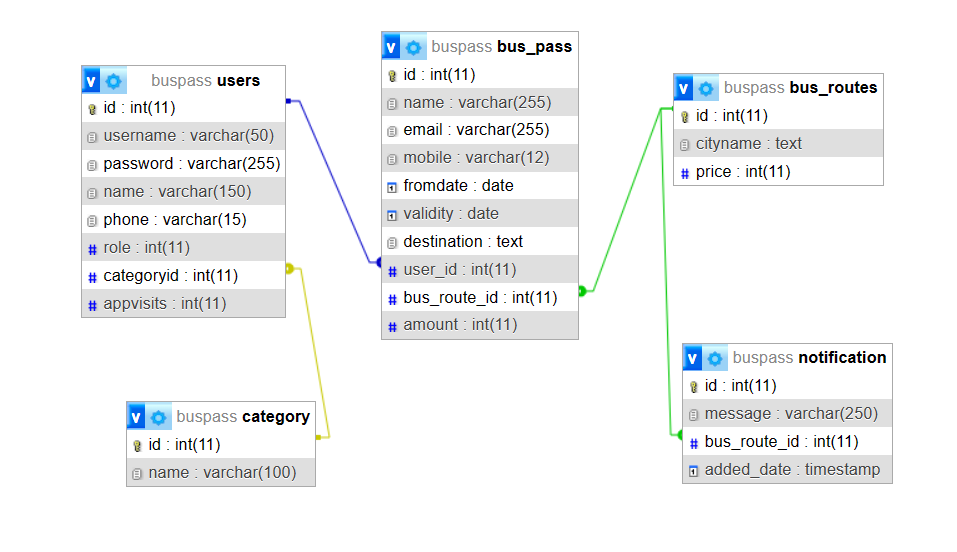 v buspass users
id : int(11)
username : varchar(50)
password : varchar(255)
name : varchar(150)
phone : varchar(15)
role : int(11)
categoryid : int(11)
appvisits : int(11)
v buspass category
id : int(11)
name : varchar(100)
v buspass bus_pass
id : int(11)
name : varchar(255)
email : varchar(255)
mobile : varchar(12)
fromdate : date
validity : date
destination : text
user_id : int(11)
bus_route_id : int(11)
amount : int(11)
v buspass bus_routes
id : int(11)
cityname : text
price : int(11)
v buspass notification
id : int(11)
message : varchar(250)
bus_route_id : int(11)
added_date : timestamp